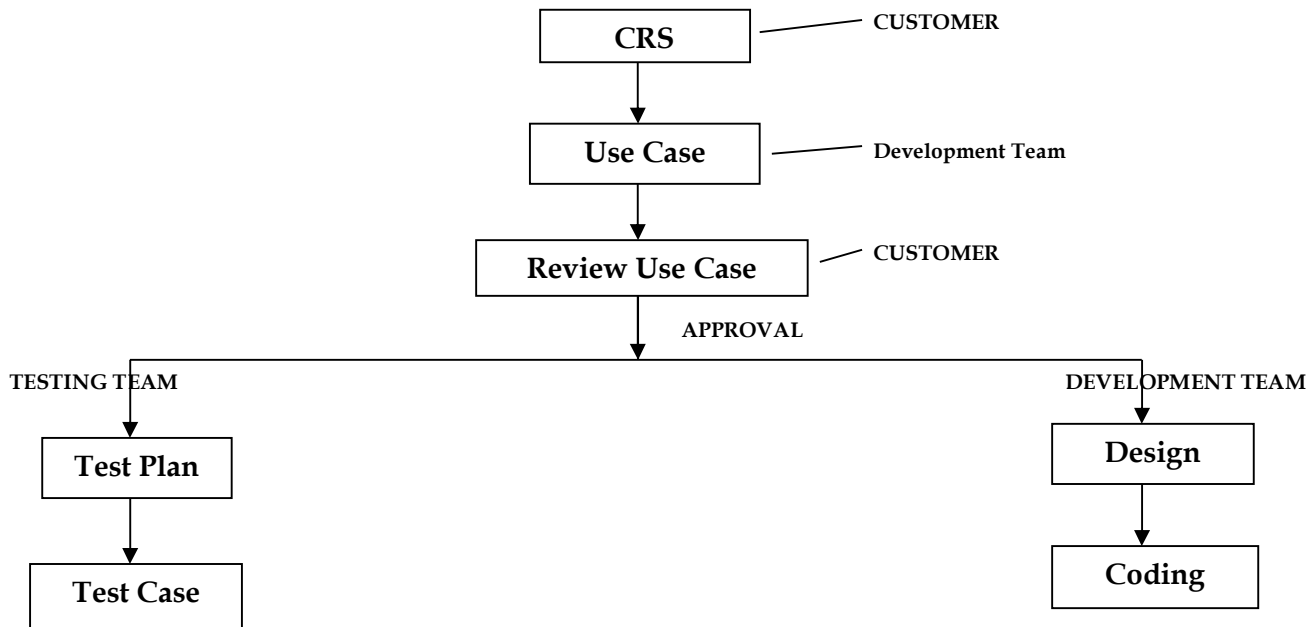 CRS
CUSTOMER
Use Case
Development Team
Review Use Case
CUSTOMER
APPROVAL
TESTING TEAM
DEVELOPMENT TEAM
Test Plan
Design
Test Case
Coding